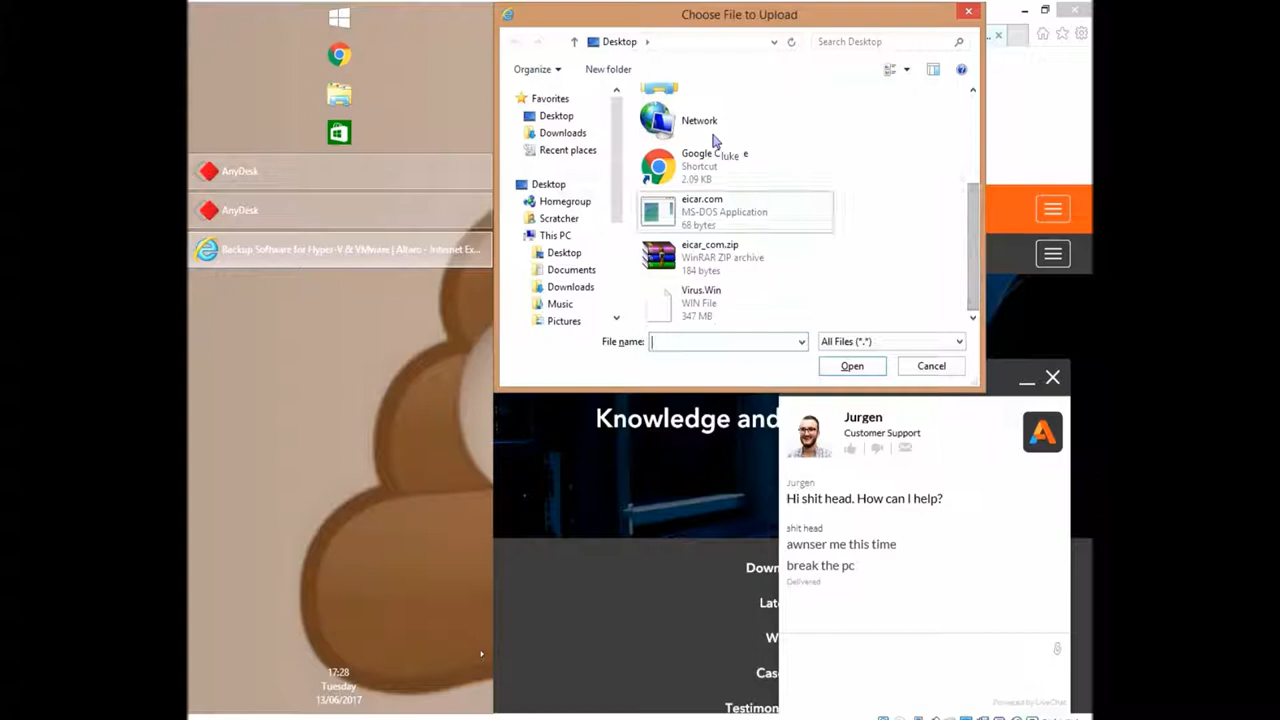 Choose File to Upload
Desktop
Search Desktop
Organize
New folder
Favorites
Desktop
Downloads
Recent places
Desktop
Homegroup
Scratcher
This PC
Desktop
Documents
Downloads
Music
Pictures
Network
luke
Google C e
Shortcut
2.09 KB
eicar.com
MS-DOS Application
68 bytes
eicar_com.zip
WinRAR ZIP archive
184 bytes
Virus.Win
WIN File
347 MB
File name:
All Files (*.*)
Open
Cancel
AnyDesk
AnyDesk
Backup Software for Hyper-V & VMware | Altaro - Internet Ex...
Knowledge and
Down
Late
W
Case
Testimon
Jurgen
Customer Support
Jurgen
Hi shit head. How can I help?
shit head
awnser me this time
break the pc
Delivered
Powered by LiveChat
17:28
Tuesday
13/06/2017